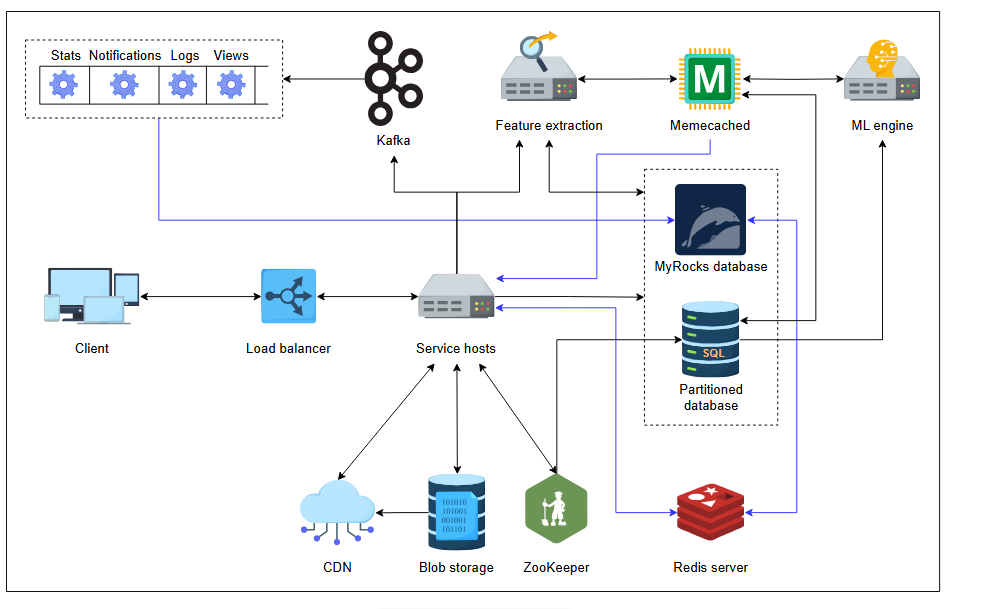 Stats Notifications Logs Views
Kafka
Feature extraction
M
Memecached
ML engine
MyRocks database
Client
Load balancer
Service hosts
SQL
Partitioned
database
101010
101001
001001
101101
CDN
Blob storage
ZooKeeper
Redis server